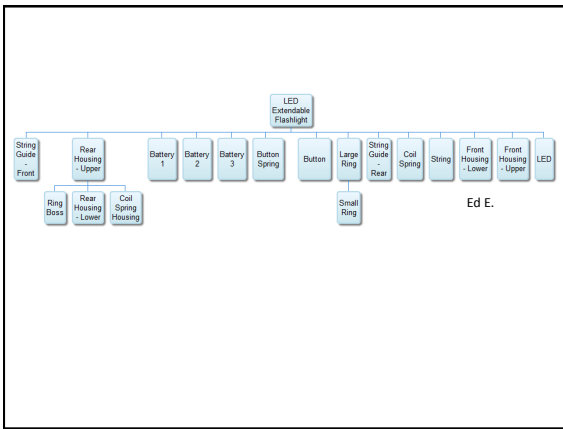 LED
Extendable
Flashlight
String
Guide
-
Front
Rear
Housing
- Upper
Battery
1
Battery
2
Battery
3
Button
Spring
Button
Large
Ring
String
Guide
-
Rear
Coil
Spring
String
Front
Housing
- Lower
Front
Housing
- Upper
LED
Ring
Boss
Rear
Housing
- Lower
Coil
Spring
Housing
Small
Ring
Ed E.